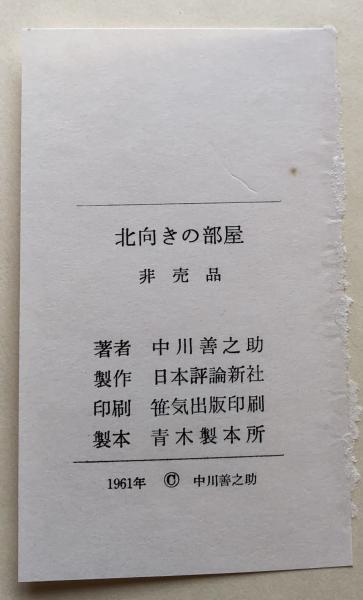 北向きの部屋
非売品
著者 中川善之助
製作 日本評論新社
印刷 笹気出版印刷
製本 青木製本所
1961年 © 中川善之助